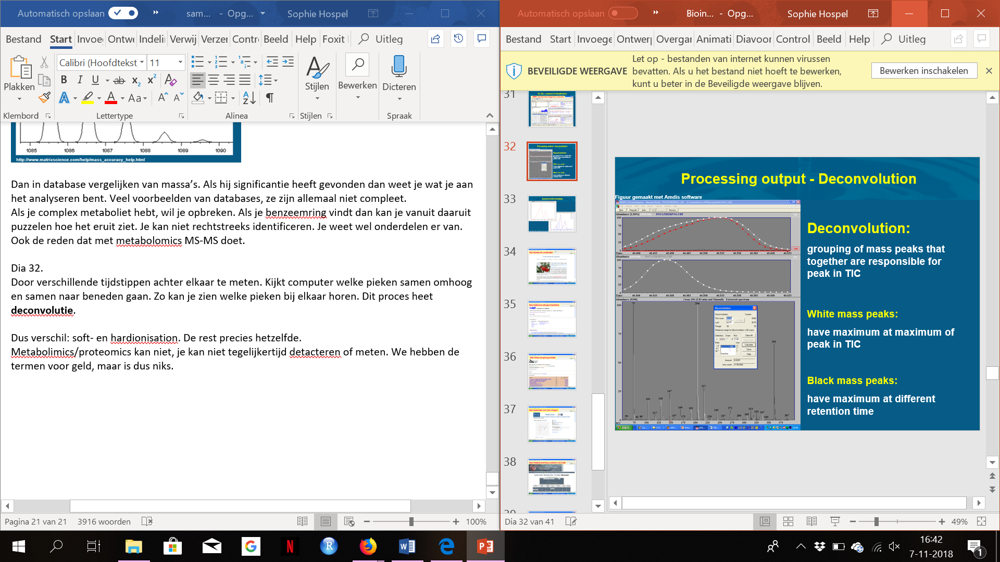 Automatisch opslaan
sam... - Opg...
Sophie Hospel
Bestand Start Invoe Ontwe Indeli Verwij Verzer Contr Beeld Help Foxit Uitleg
Plakken
Calibri (Hoofdtekst 11
Stijlen
Bewerken
Dicteren
Klembord Lettertype Alinea Stijlen Spraak
1085 1086 1087 1088 1089 1090
http://www.matrixscience.com/help/mass_accuracy_help.html
Dan in database vergelijken van massa’s. Als hij significantie heeft gevonden dan weet je wat je aan
het analyseren bent. Veel voorbeelden van databases, ze zijn allemaal niet compleet.
Als je complex metaboliet hebt, wil je opbreken. Als je benzeenring vindt dan kan je vanuit daaruit
puzzelen hoe het eruit ziet. Je kan niet rechtstreeks identificeren. Je weet wel onderdelen er van.
Ook de reden dat met metabolomics MS-MS doet.
Dia 32.
Door verschillende tijdstippen achter elkaar te meten. Kijkt computer welke pieken samen omhoog
en samen naar beneden gaan. Zo kan je zien welke pieken bij elkaar horen. Dit proces heet
deconvolutie.
Dus verschil: soft- en hardionisation. De rest precies hetzelfde.
Metabolimics/proteomics kan niet, je kan niet tegelijkertijd detacteren of meten. We hebben de
termen voor geld, maar is dus niks.
Pagina 21 van 21 3916 woorden 100%
Automatisch opslaan
Bioin... - Opg...
Sophie Hospel
Bestand Start Invoege Ontwerp Overgar Animati Diavoor Control Beeld Help Uitleg
BEVEILIGDE WEERGAVE
Let op - bestanden van internet kunnen virussen
bevatten. Als u het bestand niet hoeft te bewerken,
kunt u beter in de Beveiligde weergave blijven.
Bewerken inschakelen
31
32
33
34
35
36
37
38
Processing output - Deconvolution
Figuur gemaakt met Amdis software
Deconvolution:
grouping of mass peaks that
together are responsible for
peak in TIC
White mass peaks:
have maximum at maximum of
peak in TIC
Black mass peaks:
have maximum at different
retention time
Dia 32 van 41 49%
16:42
7-11-2018
1